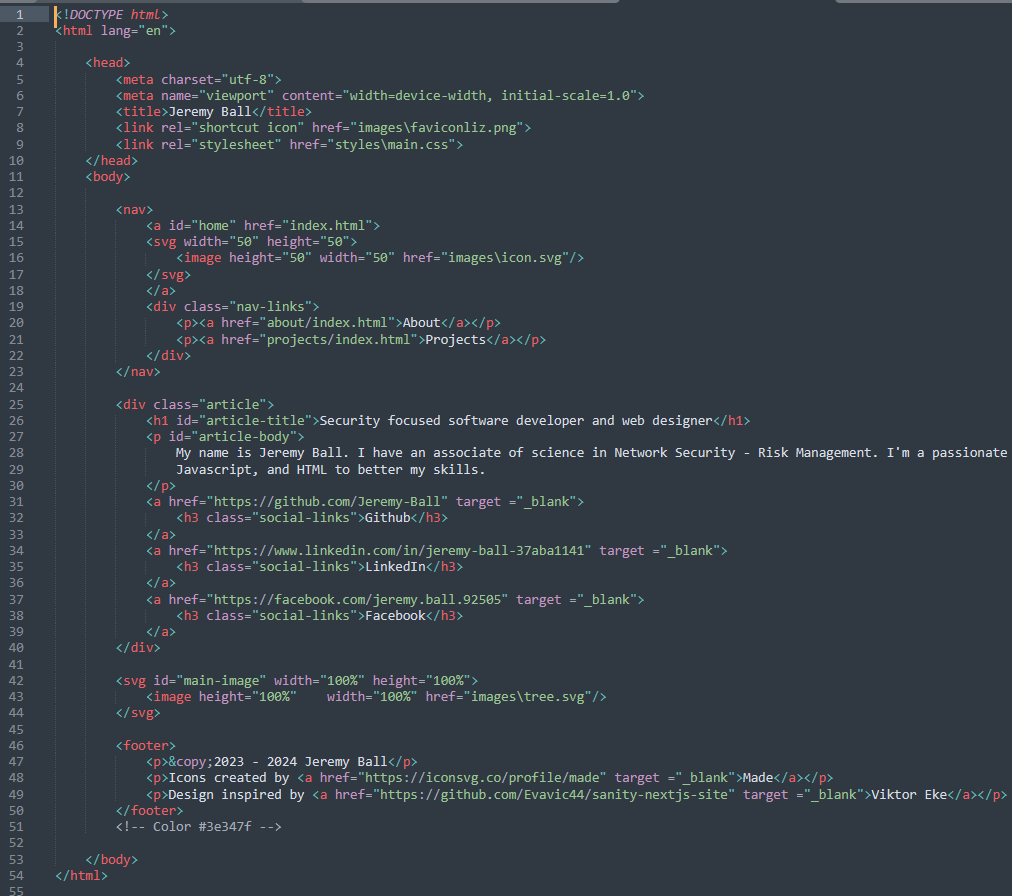 1 <!DOCTYPE html>
2 <html lang="en">
3
4 <head>
5 <meta charset="utf-8">
6 <meta name="viewport" content="width=device-width, initial-scale=1.0">
7 <title>Jeremy Ball</title>
8 <link rel="shortcut icon" href="images\faviconliz.png">
9 <link rel="stylesheet" href="styles\main.css">
10 </head>
11 <body>
12
13 <nav>
14 <a id="home" href="index.html">
15 <svg width="50" height="50">
16 <image height="50" width="50" href="images\icon.svg"/>
17 </svg>
18 </a>
19 <div class="nav-links">
20 <p><a href="about/index.html">About</a></p>
21 <p><a href="projects/index.html">Projects</a></p>
22 </div>
23 </nav>
24
25 <div class="article">
26 <h1 id="article-title">Security focused software developer and web designer</h1>
27 <p id="article-body">
28 My name is Jeremy Ball. I have an associate of science in Network Security - Risk Management. I'm a passionate
29 Javascript, and HTML to better my skills.
30 </p>
31 <a href="https://github.com/Jeremy-Ball" target ="_blank">
32 <h3 class="social-links">Github</h3>
33 </a>
34 <a href="https://www.linkedin.com/in/jeremy-ball-37aba1141" target ="_blank">
35 <h3 class="social-links">LinkedIn</h3>
36 </a>
37 <a href="https://facebook.com/jeremy.ball.92505" target ="_blank">
38 <h3 class="social-links">Facebook</h3>
39 </a>
40 </div>
41
42 <svg id="main-image" width="100%" height="100%">
43 <image height="100%"    width="100%" href="images\tree.svg"/>
44 </svg>
45
46 <footer>
47 <p>&copy;2023 - 2024 Jeremy Ball</p>
48 <p>Icons created by <a href="https://iconsvg.co/profile/made" target ="_blank">Made</a></p>
49 <p>Design inspired by <a href="https://github.com/Evavic44/sanity-nextjs-site" target ="_blank">Viktor Eke</a></p>
50 </footer>
51 <!-- Color #3e347f -->
52
53 </body>
54 </html>
55